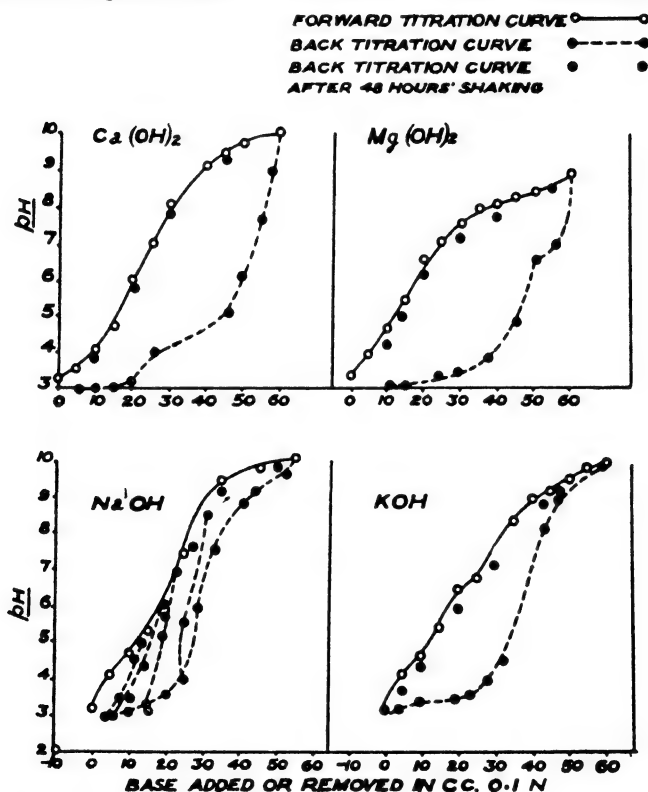 FORWARD TITRATION CURVE
BACK TITRATION CURVE
BACK TITRATION CURVE
AFTER 48 HOURS' SHAKING
Ca(OH)2
Mg(OH)2
pH
10
9
8
7
6
5
4
3
0 10 20 30 40 50 60
0 10 20 30 40 50 60
NaOH
KOH
pH
10
9
8
7
6
5
4
3
2
-10 0 10 20 30 40 50 60
-10 0 10 20 30 40 50 60
BASE ADDED OR REMOVED IN CC. 0.1 N